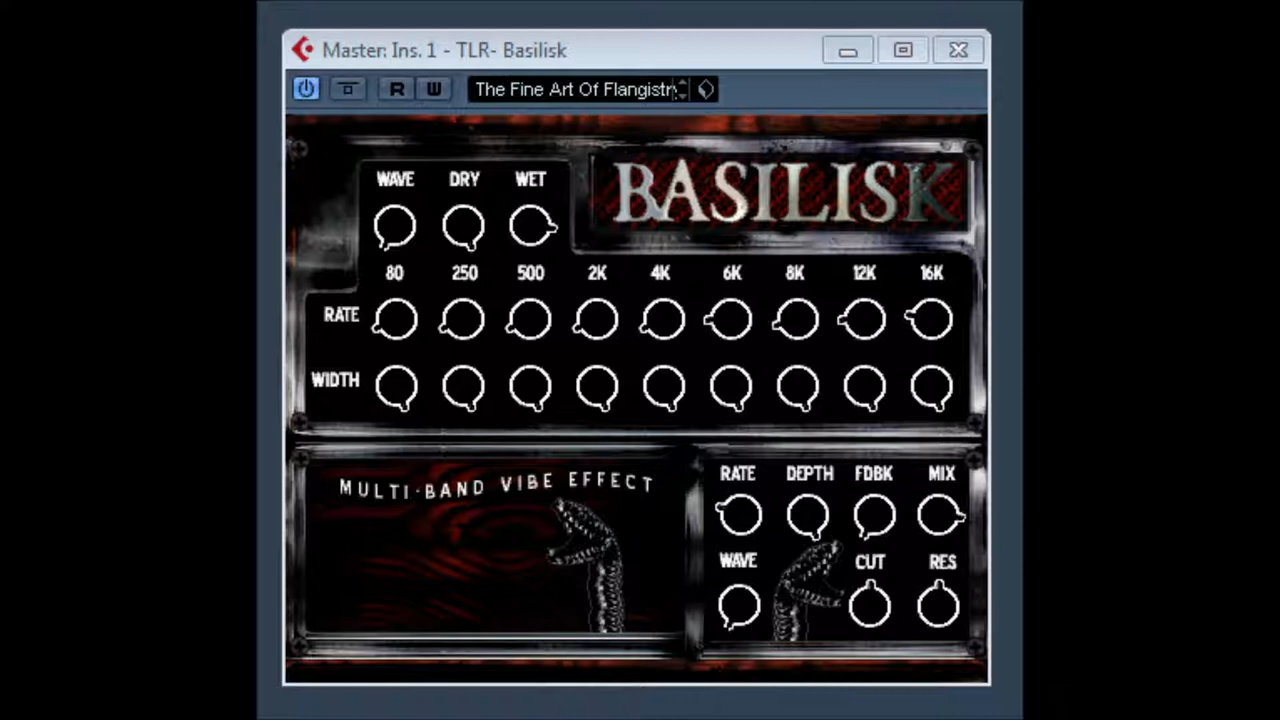 Master: Ins. 1 - TLR- Basilisk
R W The Fine Art Of Flangistry
BASILISK
WAVE DRY WET
80 250 500 2K 4K 6K 8K 12K 16K
RATE
WIDTH
MULTI-BAND VIBE EFFECT
RATE DEPTH FDBK MIX
WAVE CUT RES